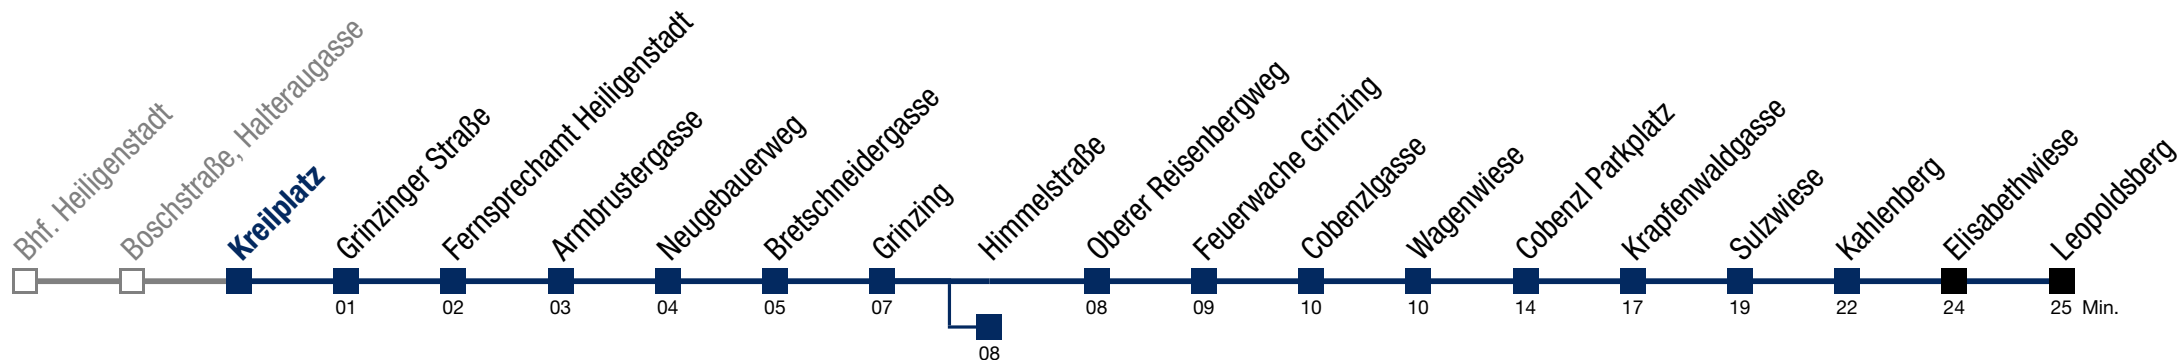 Bhf. Heiligenstadt
Boschstraße, Halteraugasse
Kreilplatz
Grinzinger Straße
Fernsprechamt Heiligenstadt
Armbrustergasse
Neugebauerweg
Bretschneidergasse
Grinzing
Himmelstraße
Oberer Reisenbergweg
Feuerwache Grinzing
Cobenzlgasse
Wagenwiese
Cobenzl Parkplatz
Krapfenwaldgasse
Sulzwiese
Kahlenberg
Elisabethwiese
Leopoldsberg
01 02 03 04 05 07 08 09 10 10 14 17 19 22 24 25 Min.
08